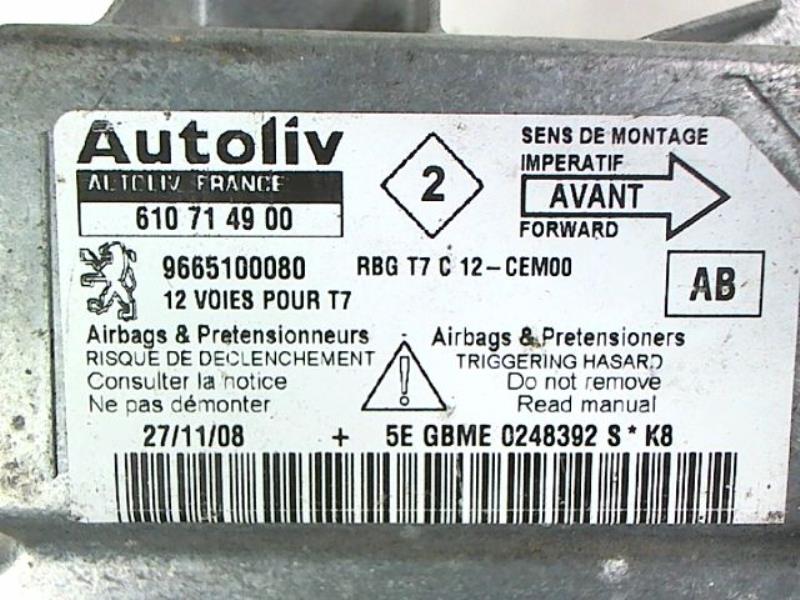 Autoliv
AUTOLIV FRANCE
610 71 49 00
2
SENS DE MONTAGE
IMPERATIF
AVANT
FORWARD
9665100080 RBG T7 C 12-CEM00
12 VOIES POUR T7
AB
Airbags & Pretensionneurs
RISQUE DE DECLENCHEMENT
Consulter la notice
Ne pas démonter
!
Airbags & Pretensioners
TRIGGERING HASARD
Do not remove
Read manual
27/11/08 + 5E GBME 0248392 S * K8